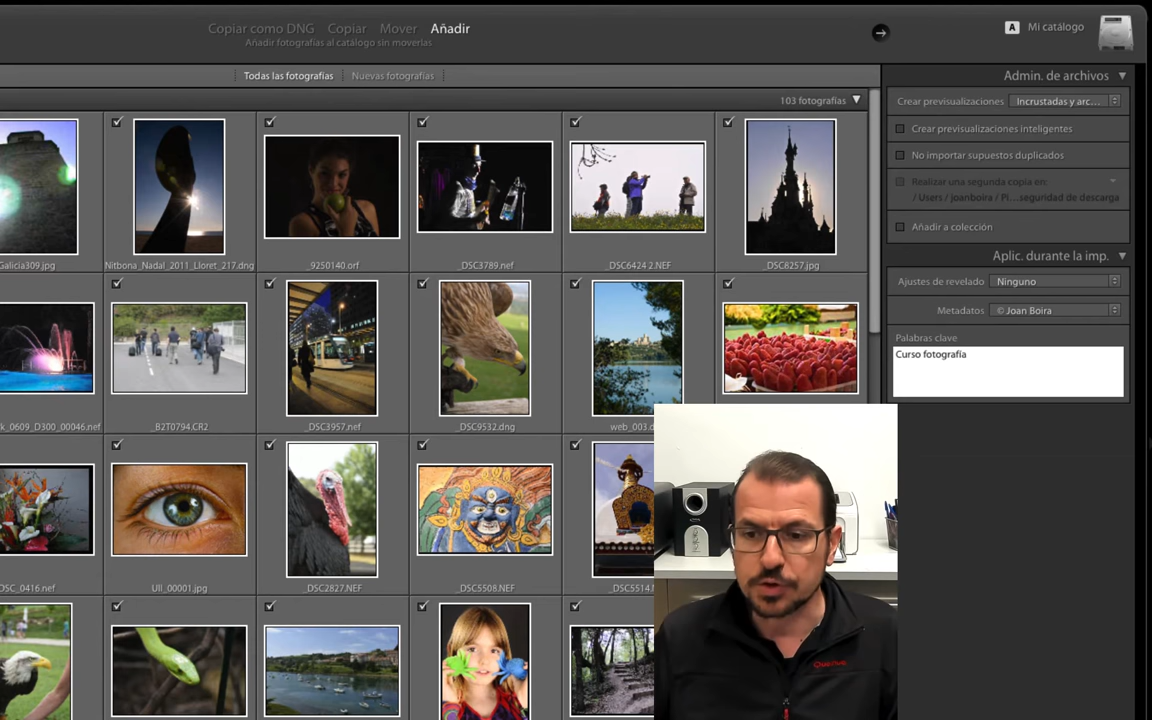 Copiar como DNG Copiar Mover Añadir
Añadir fotografías al catálogo sin moverlas
A Mi catálogo
Todas las fotografías Nuevas fotografías
Admin. de archivos
103 fotografías
Crear previsualizaciones Incrustadas y arc...
Crear previsualizaciones inteligentes
No importar supuestos duplicados
Realizar una segunda copia en:
/ Users / joanboira / Pi...seguridad de descarga
Añadir a colección
Aplic. durante la imp.
Ajustes de revelado Ninguno
Metadatos © Joan Boira
Palabras clave
Curso fotografía
Galicia309.jpg Nitbona_Nadal_2011_Lloret_217.dng _9250140.orf _DSC3789.nef _DSC6424 2.NEF _DSC8257.jpg
k_0609_D300_00046.nef _B2T0794.CR2 _DSC3957.nef _DSC9532.dng web_003.d
DSC_0416.nef Ull_00001.jpg _DSC2827.NEF _DSC5508.NEF _DSC5514.N